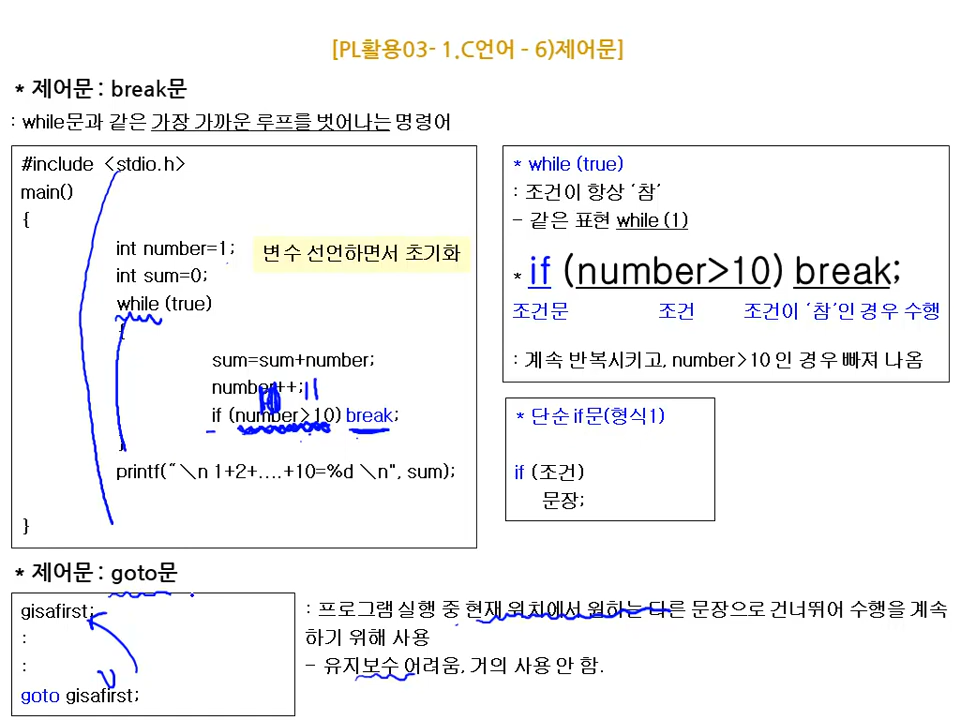 [PL활용03- 1.C언어 - 6)제어문]
* 제어문 : break문
: while문과 같은 가장 가까운 루프를 벗어나는 명령어
#include <stdio.h>
main()
{
int number=1;
변수 선언하면서 초기화
int sum=0;
while (true)
{
sum=sum+number;
number++;
10 11
if (number>10) break;
}
printf("\n 1+2+....+10=%d \n", sum);
}
* while (true)
: 조건이 항상 ‘참’
- 같은 표현 while (1)
* if (number>10) break;
조건문 조건 조건이 ‘참’인 경우 수행
: 계속 반복시키고, number>10 인 경우 빠져 나옴
* 단순 if문(형식1)
if (조건)
문장;
* 제어문 : goto문
gisafirst;
:
:
goto gisafirst;
: 프로그램 실행 중 현재 위치에서 원하는 다른 문장으로 건너뛰어 수행을 계속
하기 위해 사용
- 유지보수 어려움, 거의 사용 안 함.